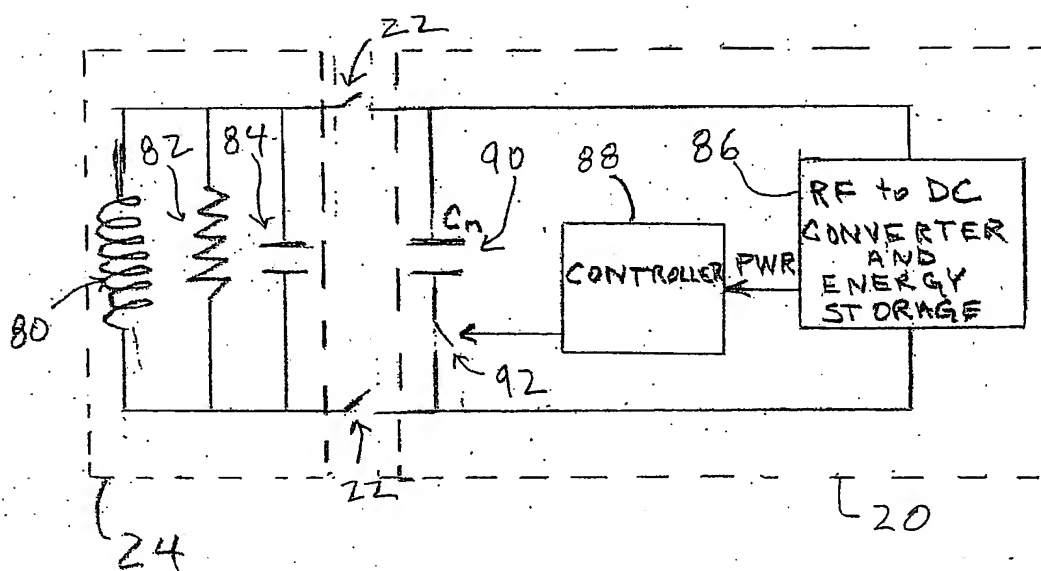 22
82
84
90
88
86
Cm
RF to DC
CONVERTER
AND
ENERGY
STORAGE
CONTROLLER
PWR
80
92
22
24
20